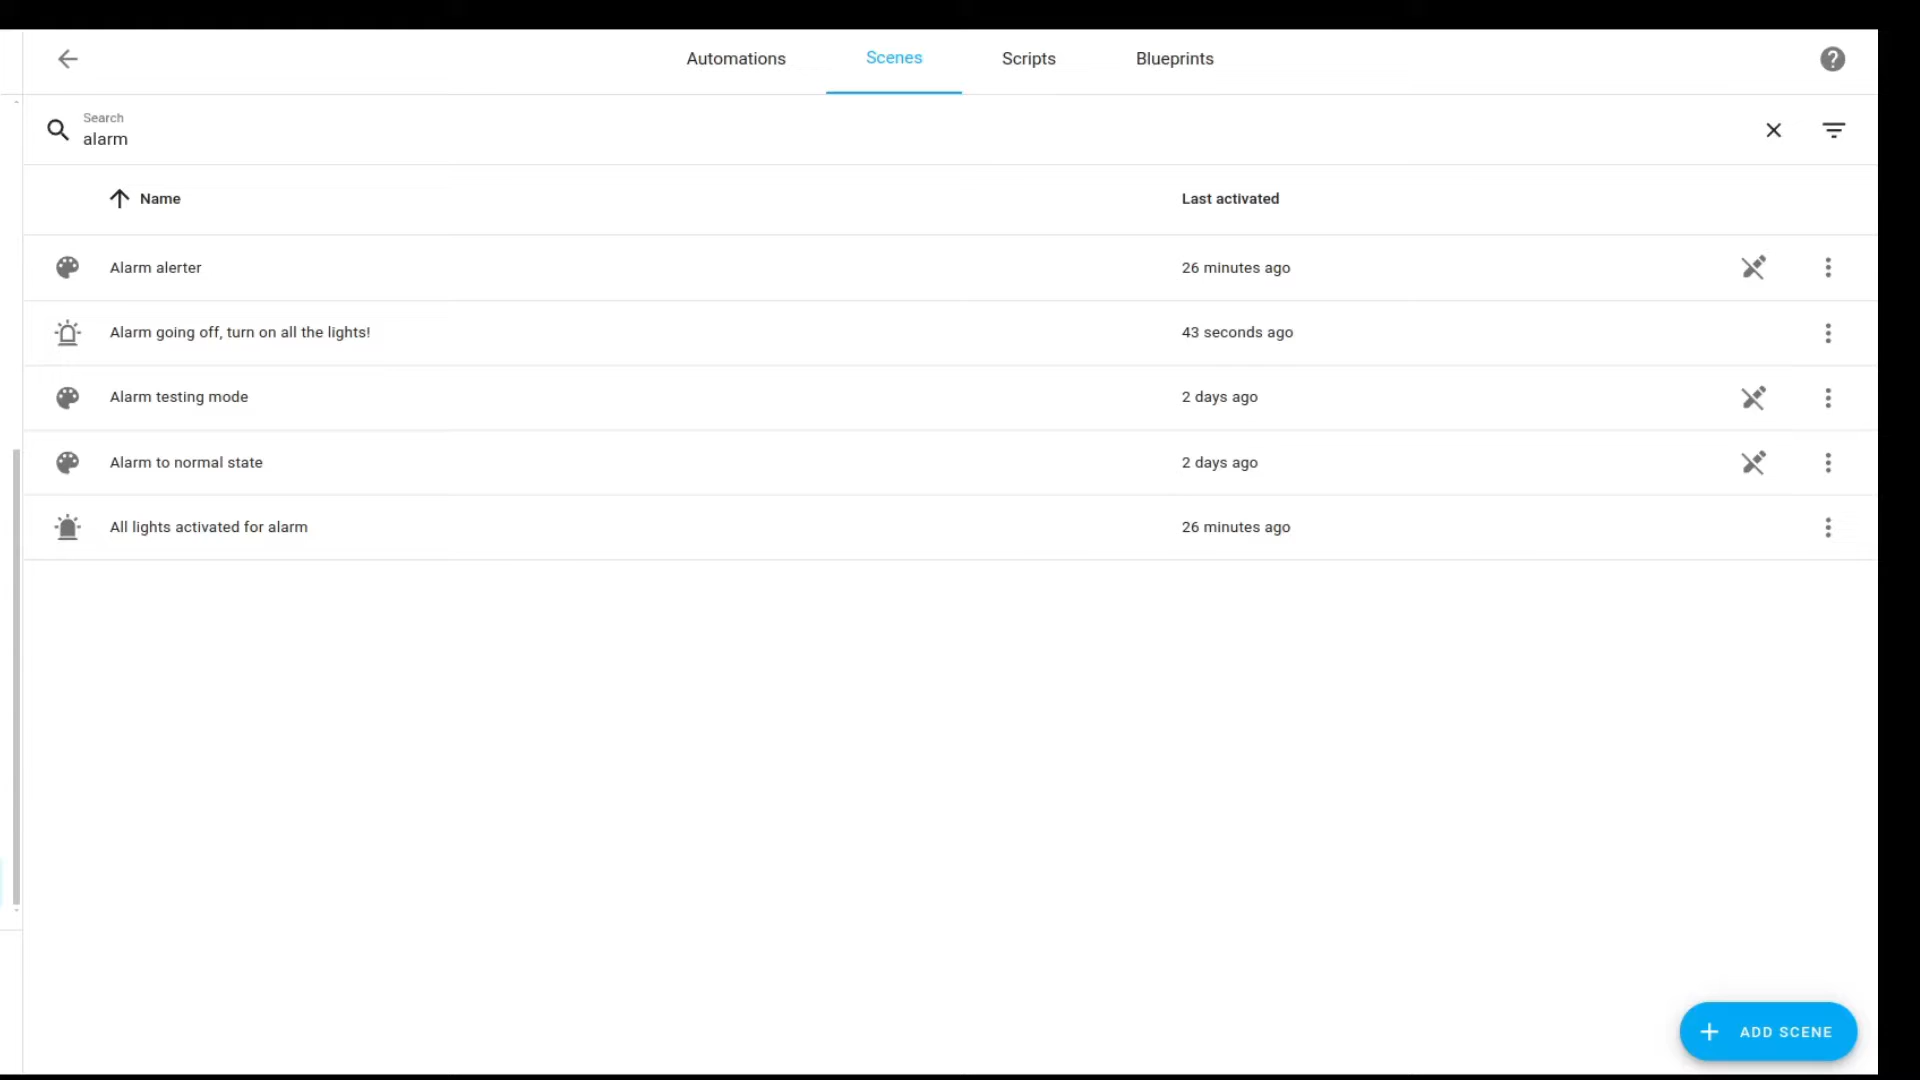 Automations Scenes Scripts Blueprints
Search
alarm
Name Last activated
Alarm alerter 26 minutes ago
Alarm going off, turn on all the lights! 43 seconds ago
Alarm testing mode 2 days ago
Alarm to normal state 2 days ago
All lights activated for alarm 26 minutes ago
ADD SCENE